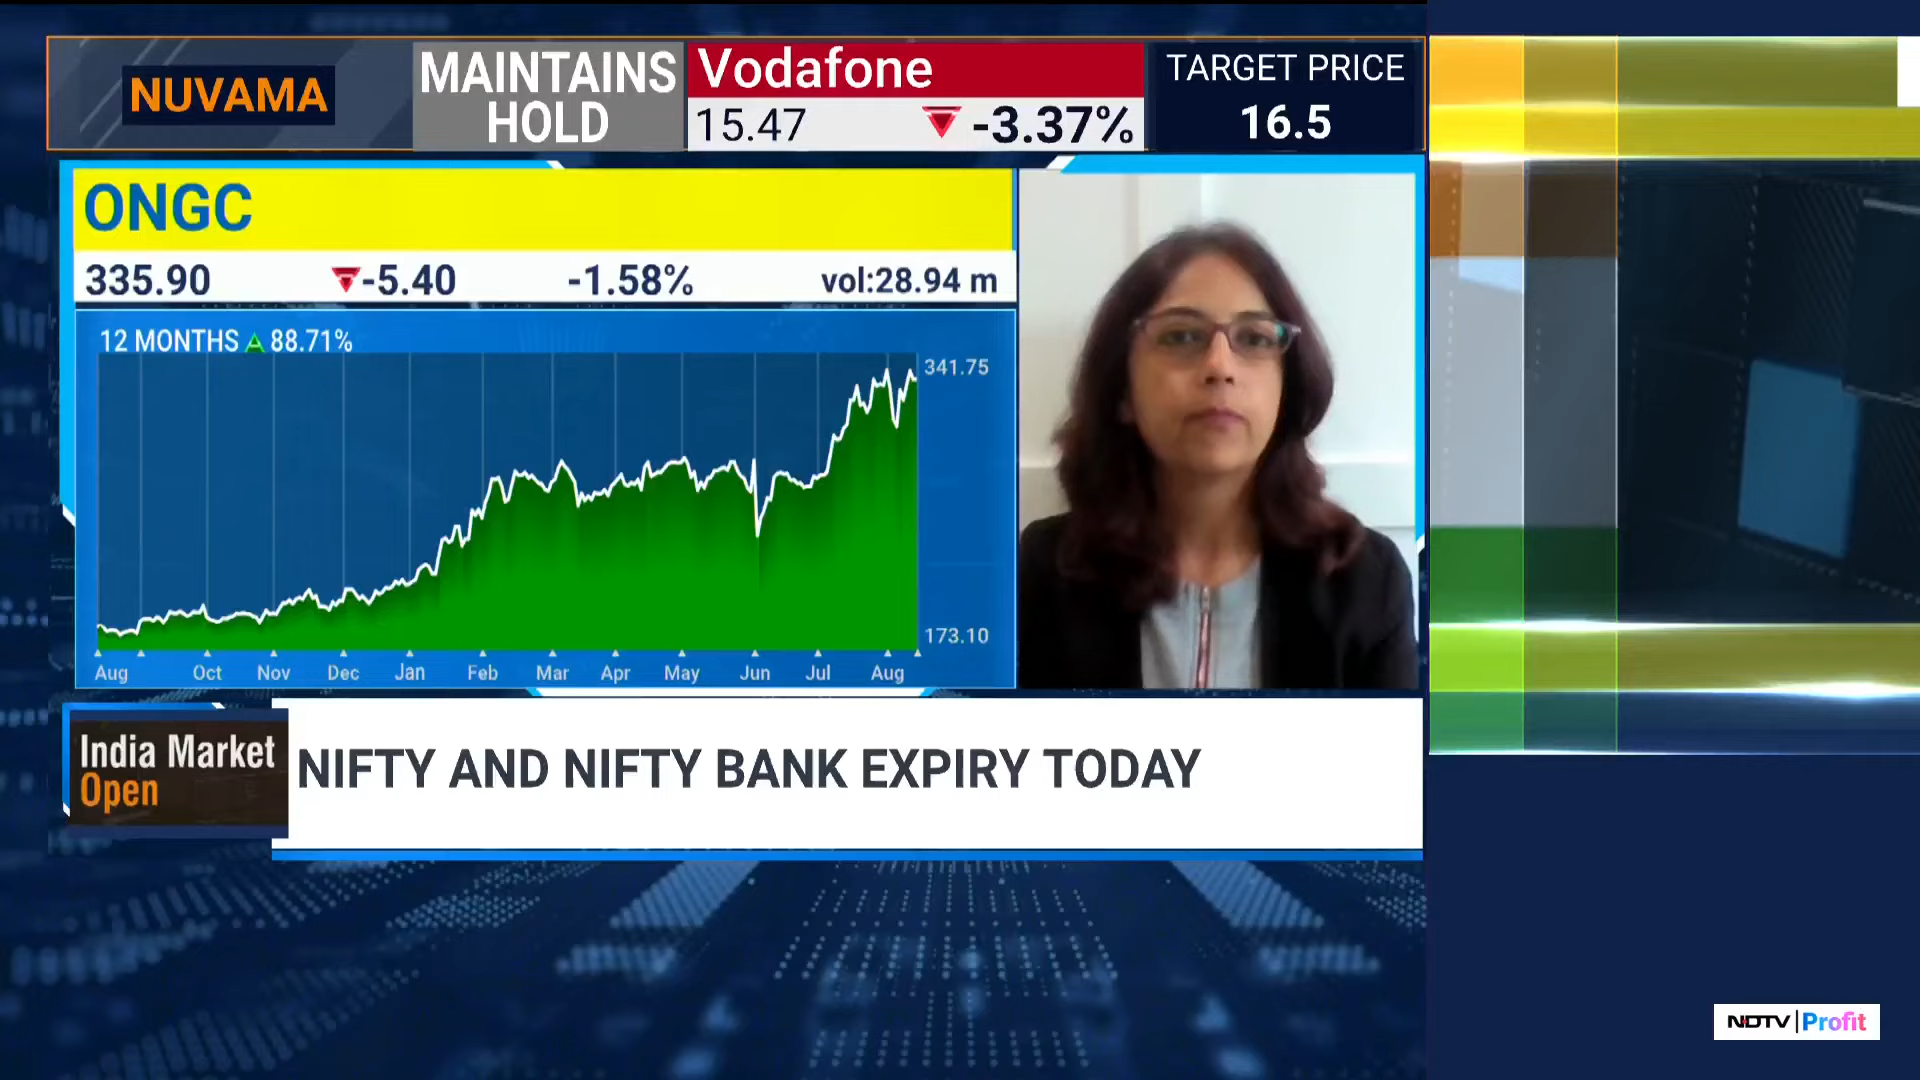 NUVAMA
MAINTAINS
HOLD
Vodafone
15.47 -3.37%
TARGET PRICE
16.5
ONGC
335.90 -5.40 -1.58% vol:28.94 m
12 MONTHS 88.71%
341.75
173.10
Aug Oct Nov Dec Jan Feb Mar Apr May Jun Jul Aug
India Market
Open
NIFTY AND NIFTY BANK EXPIRY TODAY
NDTV Profit